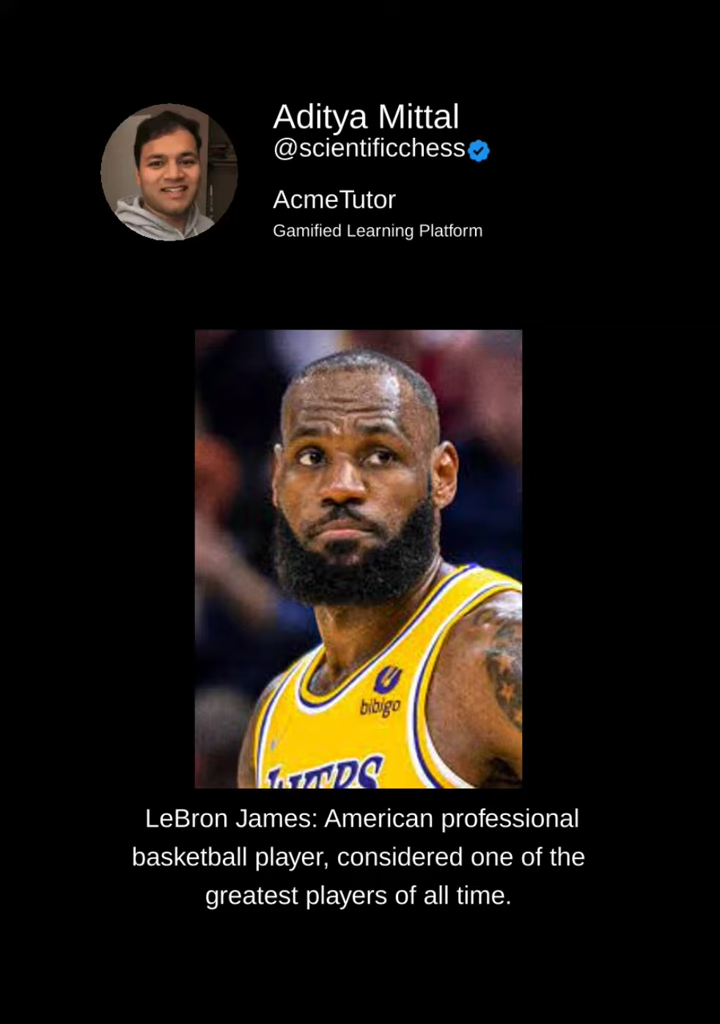 Aditya Mittal
@scientificchess
AcmeTutor
Gamified Learning Platform
bibigo
LAKERS
LeBron James: American professional
basketball player, considered one of the
greatest players of all time.